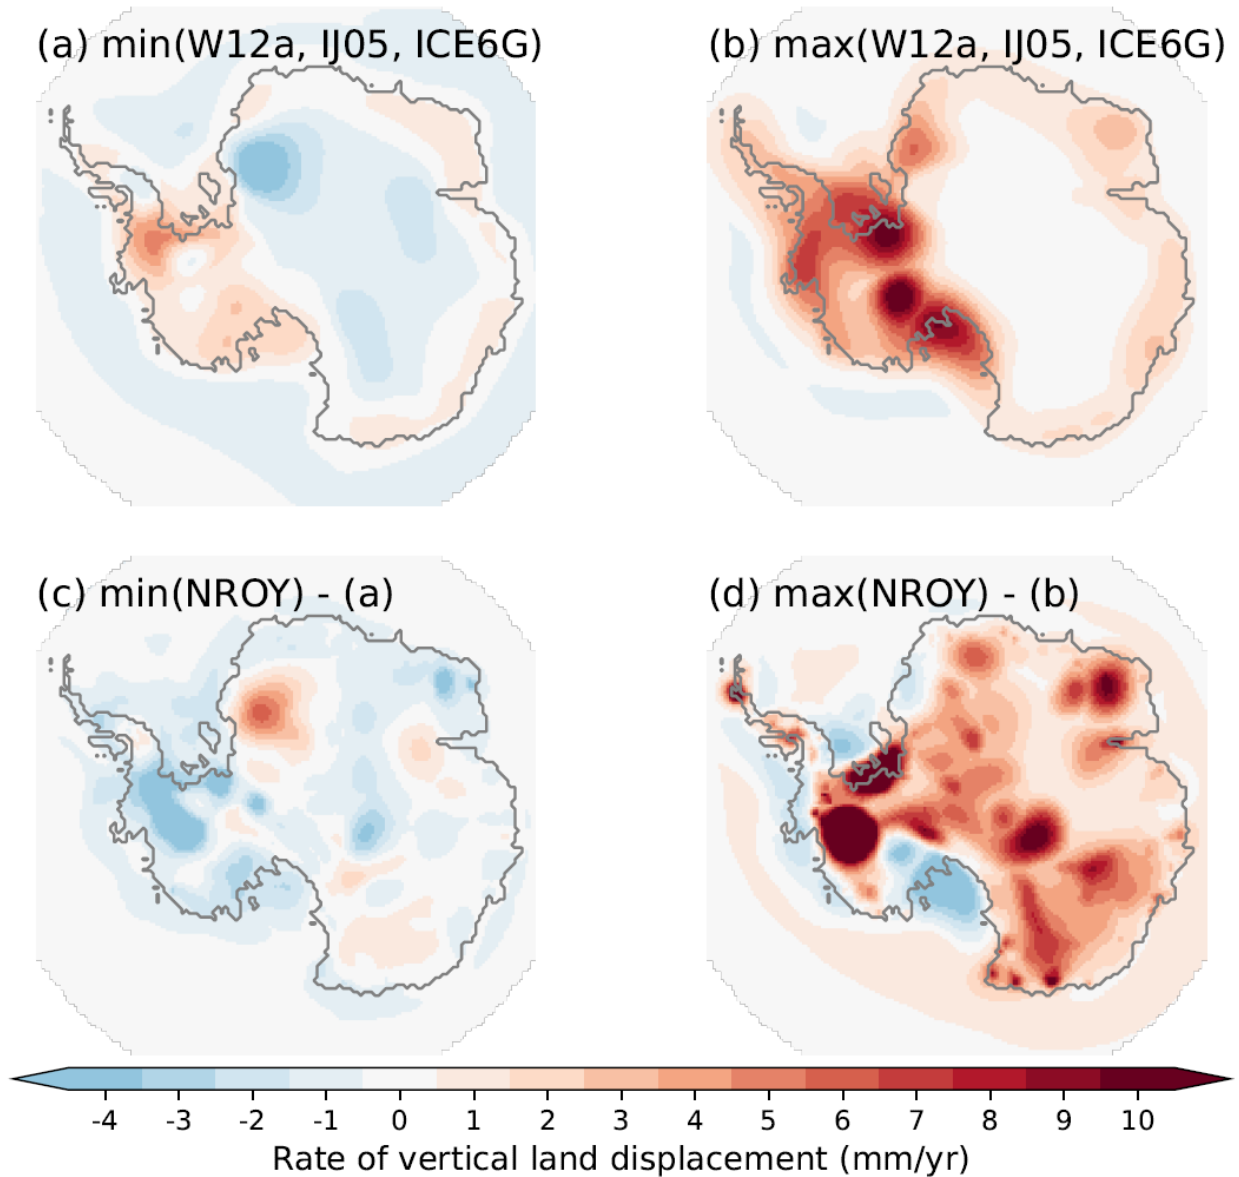 (a) min(W12a, IJ05, ICE6G)
(b) max(W12a, IJ05, ICE6G)
(c) min(NROY) - (a)
(d) max(NROY) - (b)
-4 -3 -2 -1 0 1 2 3 4 5 6 7 8 9 10
Rate of vertical land displacement (mm/yr)